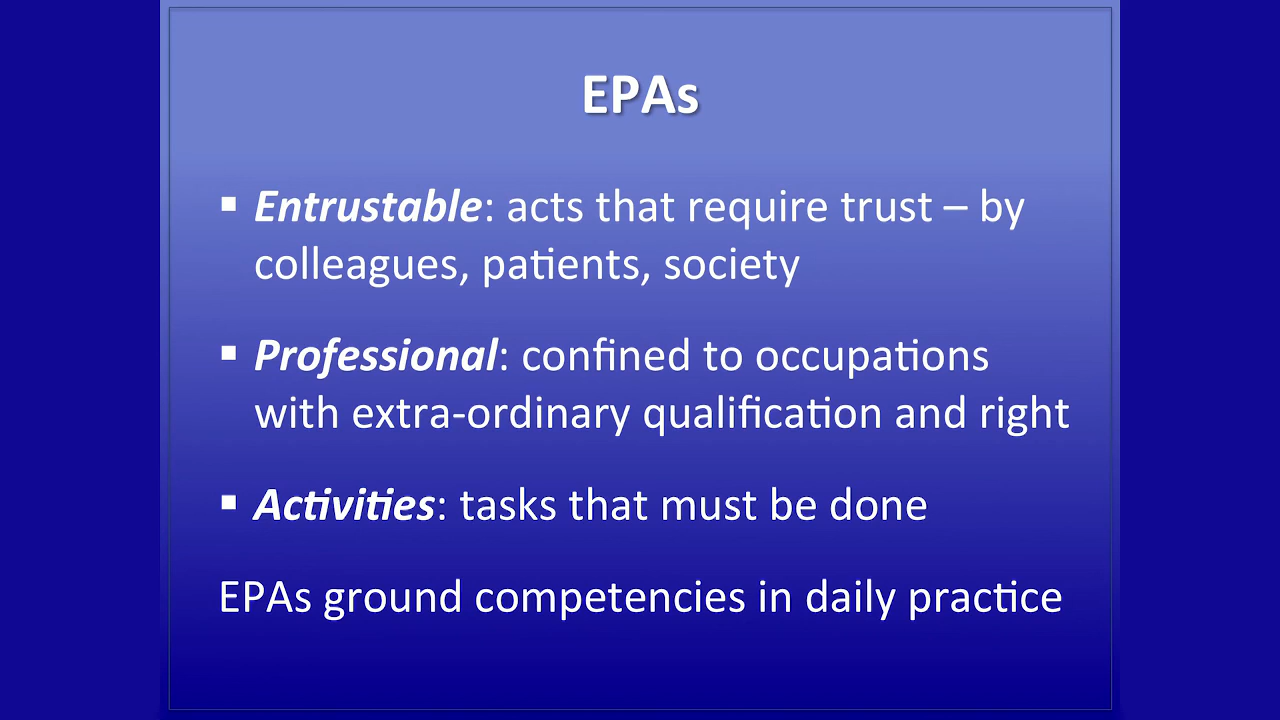 EPAs
▪ Entrustable: acts that require trust – by
colleagues, patients, society
▪ Professional: confined to occupations
with extra-ordinary qualification and right
▪ Activities: tasks that must be done
EPAs ground competencies in daily practice